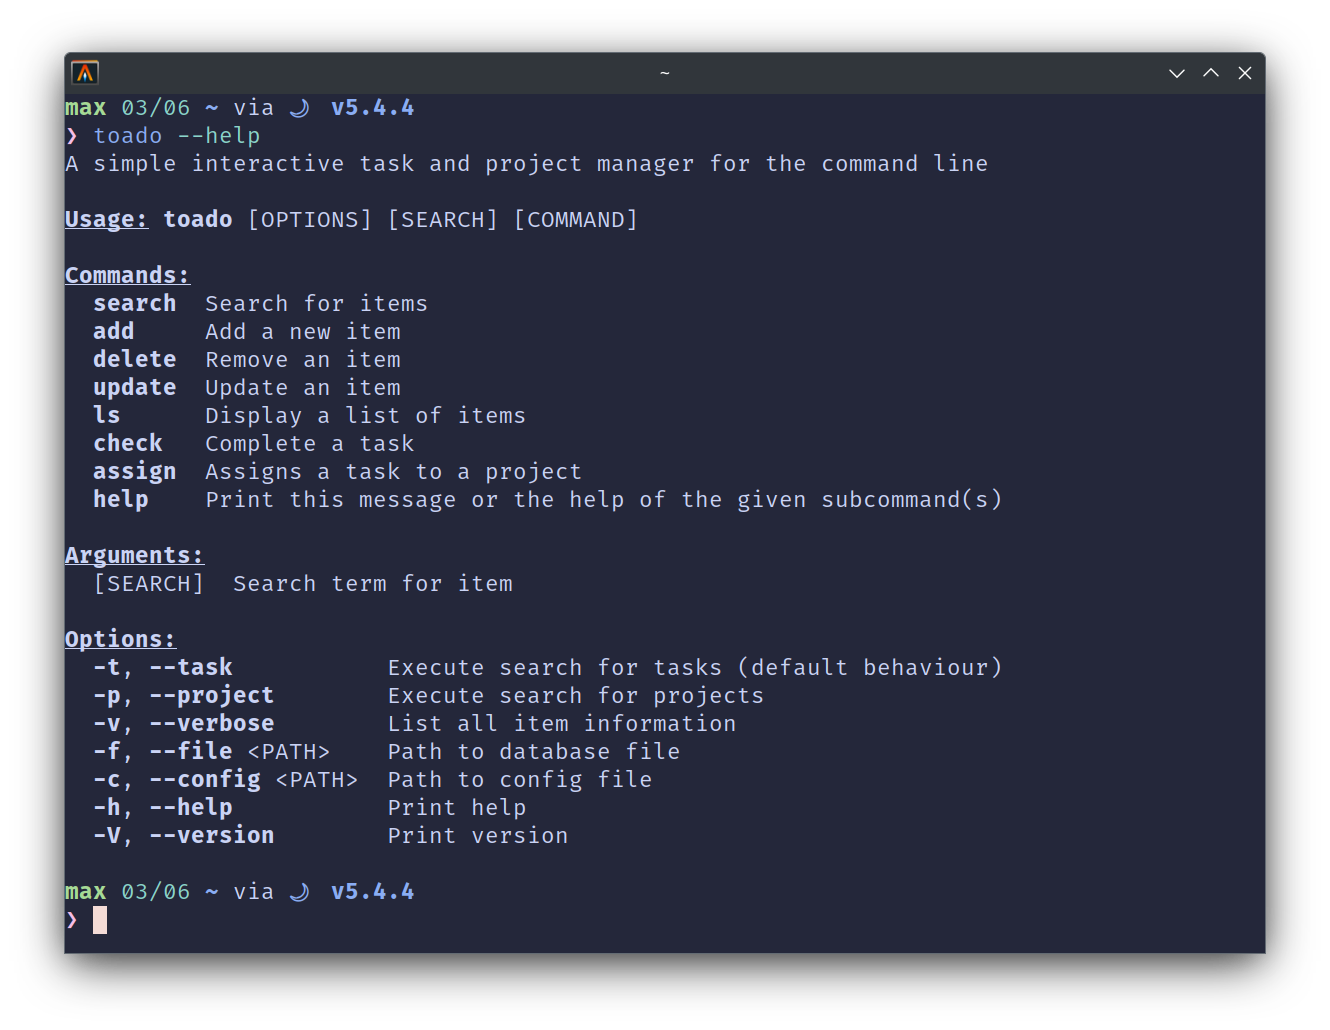 ~
max 03/06 ~ via 🌙 v5.4.4
❯ toado --help
A simple interactive task and project manager for the command line
Usage: toado [OPTIONS] [SEARCH] [COMMAND]
Commands:
search  Search for items
add     Add a new item
delete  Remove an item
update  Update an item
ls      Display a list of items
check   Complete a task
assign  Assigns a task to a project
help    Print this message or the help of the given subcommand(s)
Arguments:
[SEARCH]  Search term for item
Options:
-t, --task           Execute search for tasks (default behaviour)
-p, --project        Execute search for projects
-v, --verbose        List all item information
-f, --file <PATH>    Path to database file
-c, --config <PATH>  Path to config file
-h, --help           Print help
-V, --version        Print version
max 03/06 ~ via 🌙 v5.4.4
❯